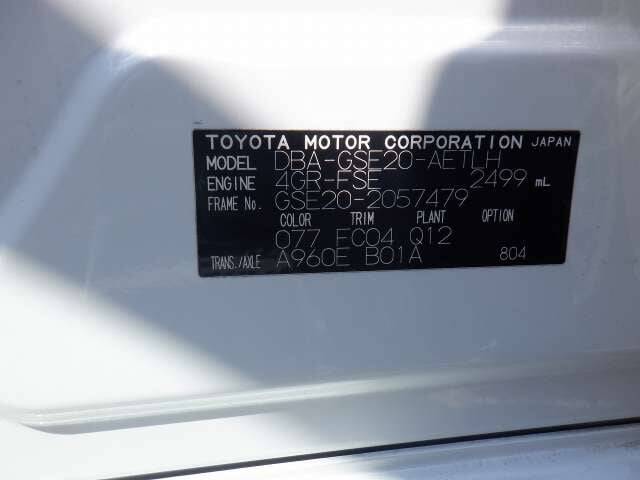 TOYOTA MOTOR CORPORATION JAPAN
MODEL DBA-GSE20-AETLH
ENGINE 4GR-FSE 2499 mL
FRAME No. GSE20-2057479
COLOR TRIM PLANT OPTION
077 FC04 Q12
TRANS./AXLE A960E B01A 804